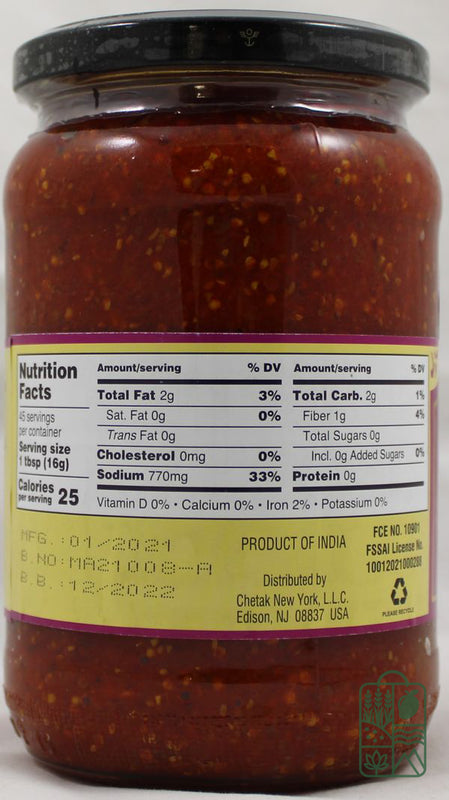 Nutrition
Facts
45 servings
per container
Serving size
1 tbsp (16g)
Calories
per serving 25
Amount/serving % DV
Total Fat 2g 3%
Sat. Fat 0g 0%
Trans Fat 0g
Cholesterol 0mg 0%
Sodium 770mg 33%
Amount/serving % DV
Total Carb. 2g 1%
Fiber 1g 4%
Total Sugars 0g
Incl. 0g Added Sugars 0%
Protein 0g
Vitamin D 0% • Calcium 0% • Iron 2% • Potassium 0%
MFG.:01/2021
B.NO:MA21008-A
B.B.:12/2022
PRODUCT OF INDIA
Distributed by
Chetak New York, L.L.C.
Edison, NJ 08837 USA
FCE NO. 10901
FSSAI License No.
10012021000286
PLEASE RECYCLE